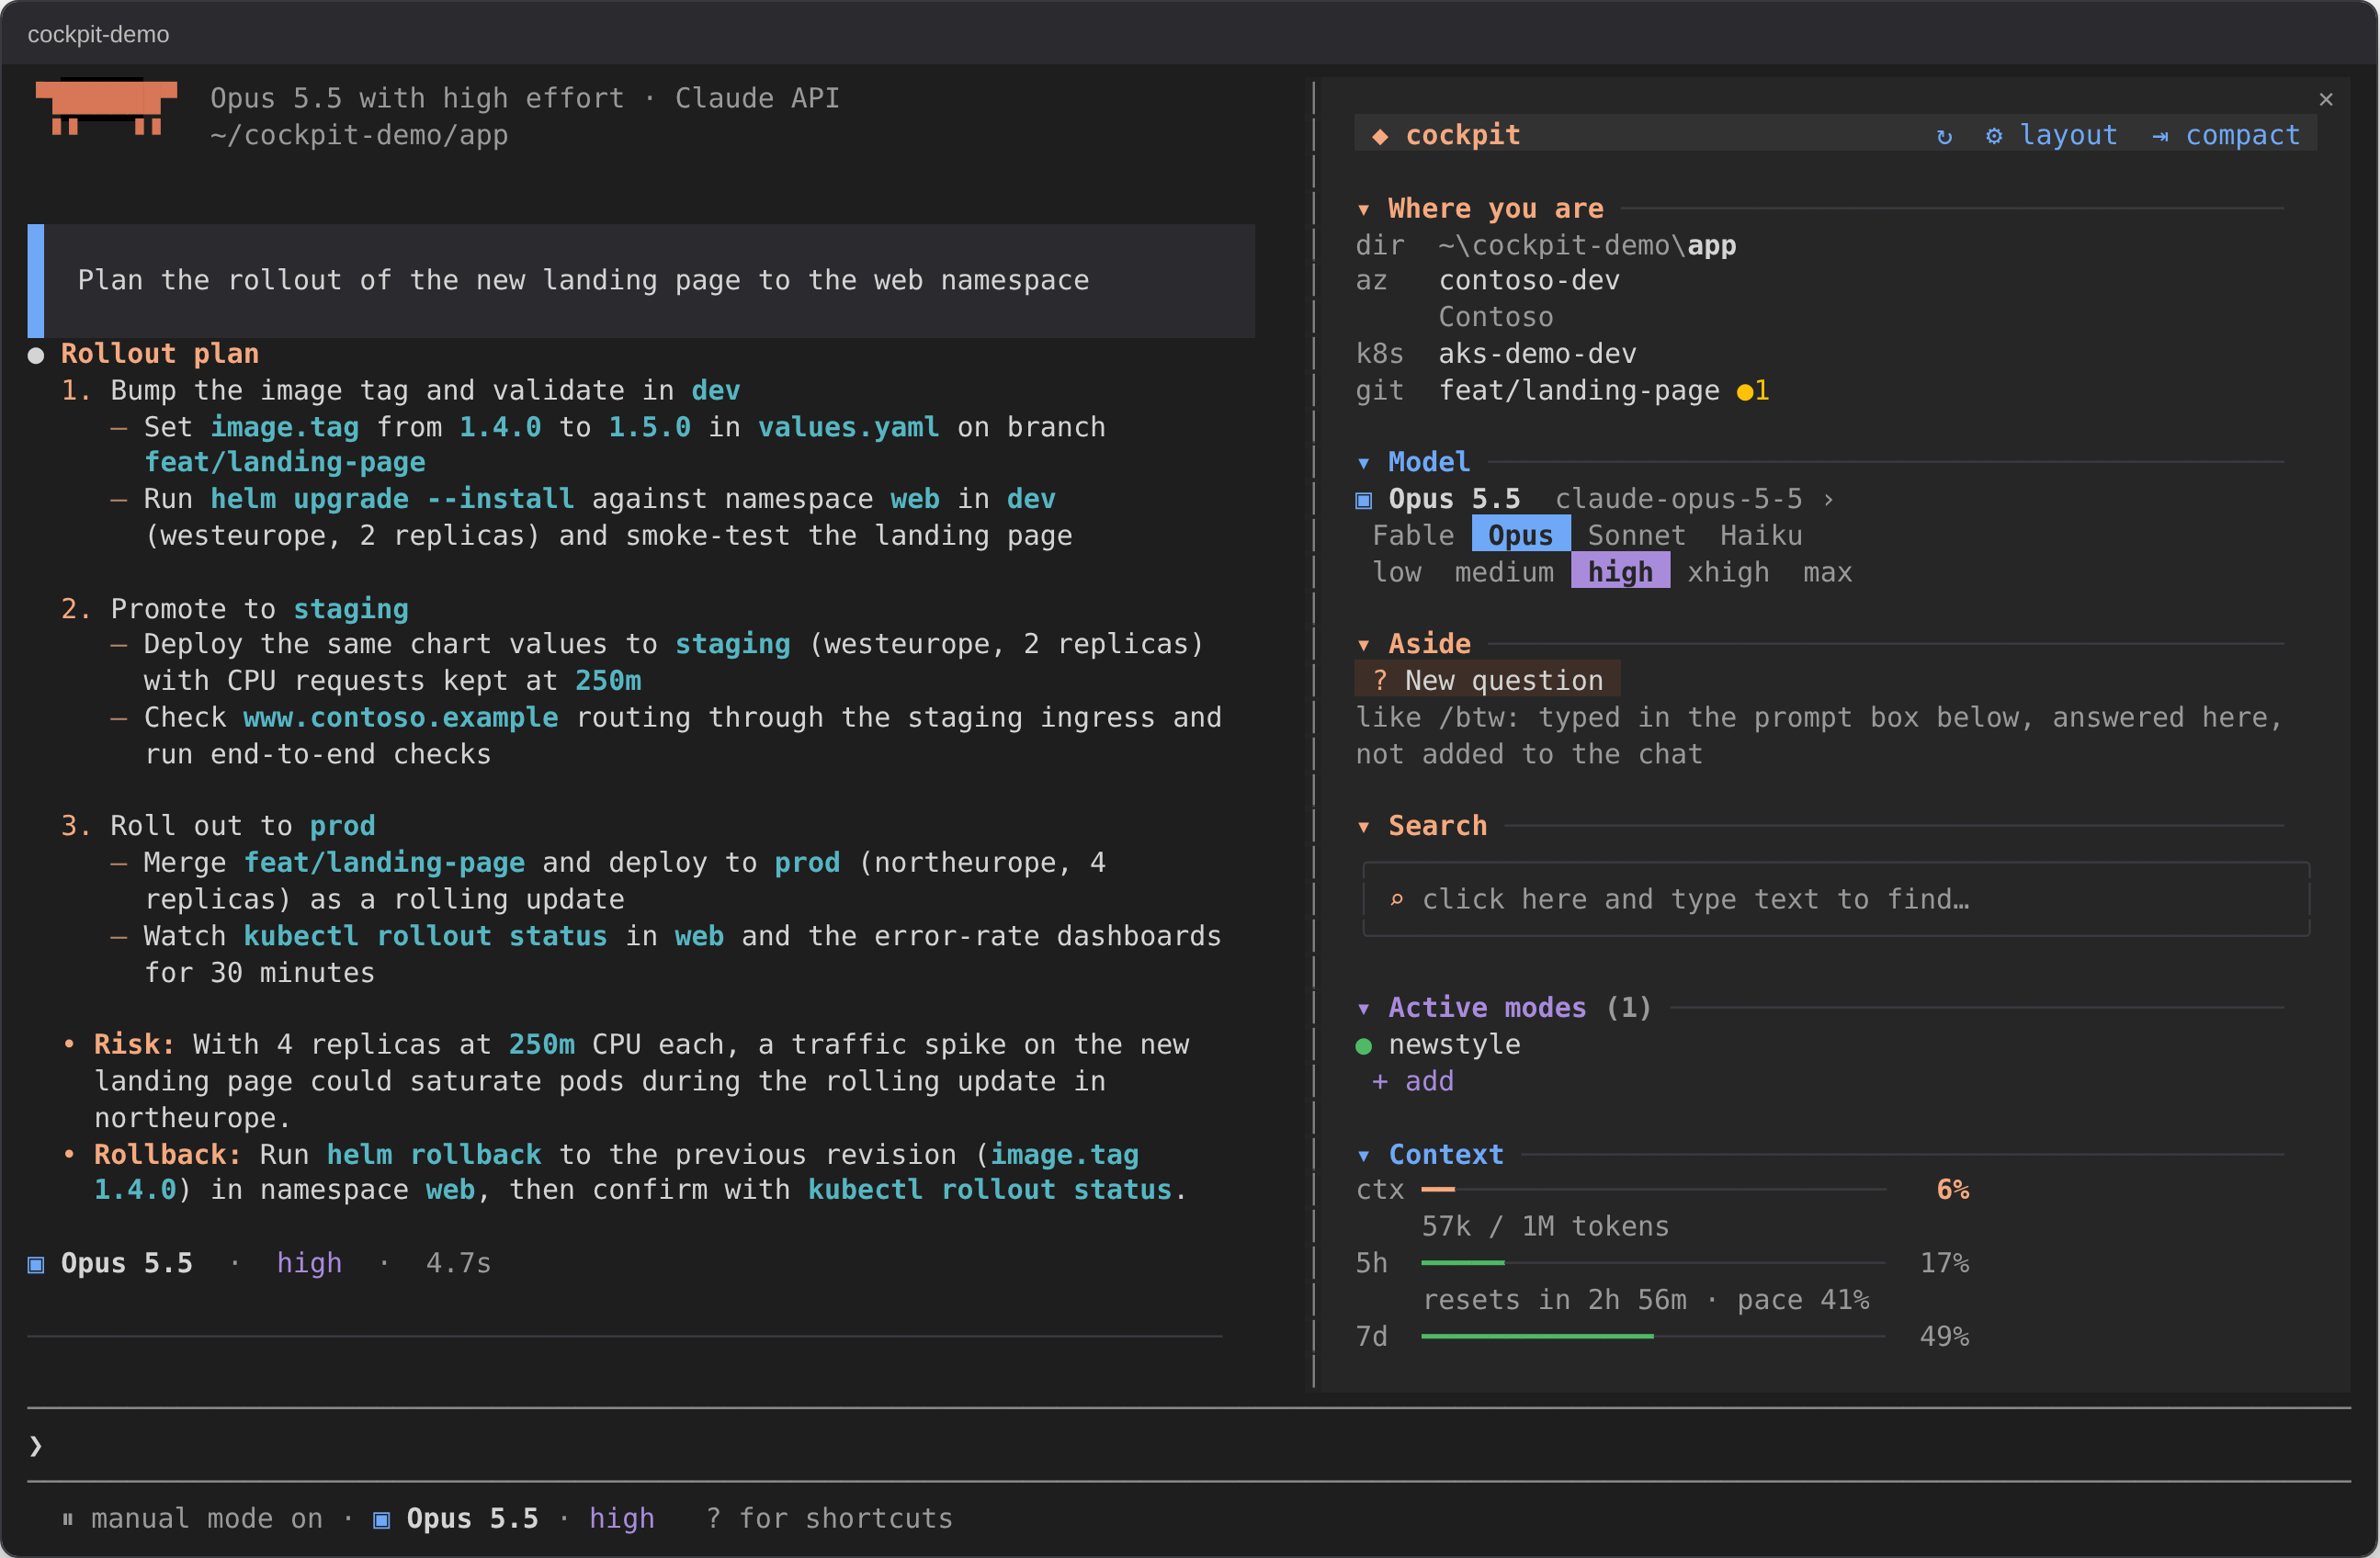 cockpit-demo
Opus 5.5 with high effort · Claude API
~/cockpit-demo/app
Plan the rollout of the new landing page to the web namespace
● Rollout plan
1. Bump the image tag and validate in dev
– Set image.tag from 1.4.0 to 1.5.0 in values.yaml on branch
feat/landing-page
– Run helm upgrade --install against namespace web in dev
(westeurope, 2 replicas) and smoke-test the landing page
2. Promote to staging
– Deploy the same chart values to staging (westeurope, 2 replicas)
with CPU requests kept at 250m
– Check www.contoso.example routing through the staging ingress and
run end-to-end checks
3. Roll out to prod
– Merge feat/landing-page and deploy to prod (northeurope, 4
replicas) as a rolling update
– Watch kubectl rollout status in web and the error-rate dashboards
for 30 minutes
• Risk: With 4 replicas at 250m CPU each, a traffic spike on the new
landing page could saturate pods during the rolling update in
northeurope.
• Rollback: Run helm rollback to the previous revision (image.tag
1.4.0) in namespace web, then confirm with kubectl rollout status.
▣ Opus 5.5 · high · 4.7s
×
◆ cockpit ↻ ⚙ layout ⇥ compact
▾ Where you are
dir ~\cockpit-demo\app
az contoso-dev
Contoso
k8s aks-demo-dev
git feat/landing-page ●1
▾ Model
▣ Opus 5.5 claude-opus-5-5 ›
Fable Opus Sonnet Haiku
low medium high xhigh max
▾ Aside
? New question
like /btw: typed in the prompt box below, answered here,
not added to the chat
▾ Search
⌕ click here and type text to find…
▾ Active modes (1)
● newstyle
+ add
▾ Context
ctx 6%
57k / 1M tokens
5h 17%
resets in 2h 56m · pace 41%
7d 49%
❯
⏸ manual mode on · ▣ Opus 5.5 · high ? for shortcuts